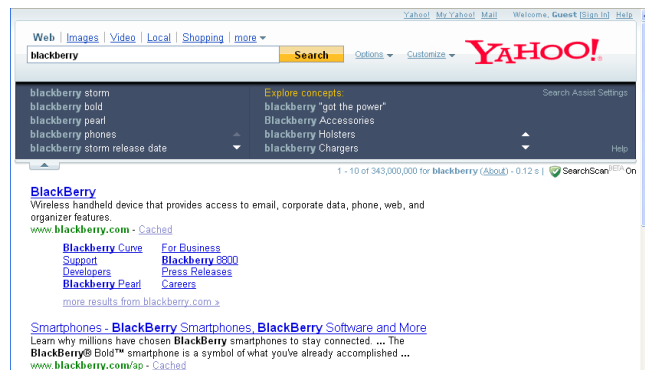 Yahoo! My Yahoo! Mail Welcome, Guest [Sign In] Help
Web | Images | Video | Local | Shopping | more
blackberry Search Options Customize YAHOO!
blackberry storm
blackberry bold
blackberry pearl
blackberry phones
blackberry storm release date
Explore concepts:
blackberry "got the power"
Blackberry Accessories
blackberry Holsters
blackberry Chargers
Search Assist Settings
Help
1 - 10 of 343,000,000 for blackberry (About) - 0.12 s | SearchScan BETA On
BlackBerry
Wireless handheld device that provides access to email, corporate data, phone, web, and
organizer features.
www.blackberry.com - Cached
Blackberry Curve For Business
Support Blackberry 8800
Developers Press Releases
Blackberry Pearl Careers
more results from blackberry.com »
Smartphones - BlackBerry Smartphones, BlackBerry Software and More
Learn why millions have chosen BlackBerry smartphones to stay connected. ... The
BlackBerry® Bold™ smartphone is a symbol of what you've already accomplished ...
www.blackberry.com/ap - Cached